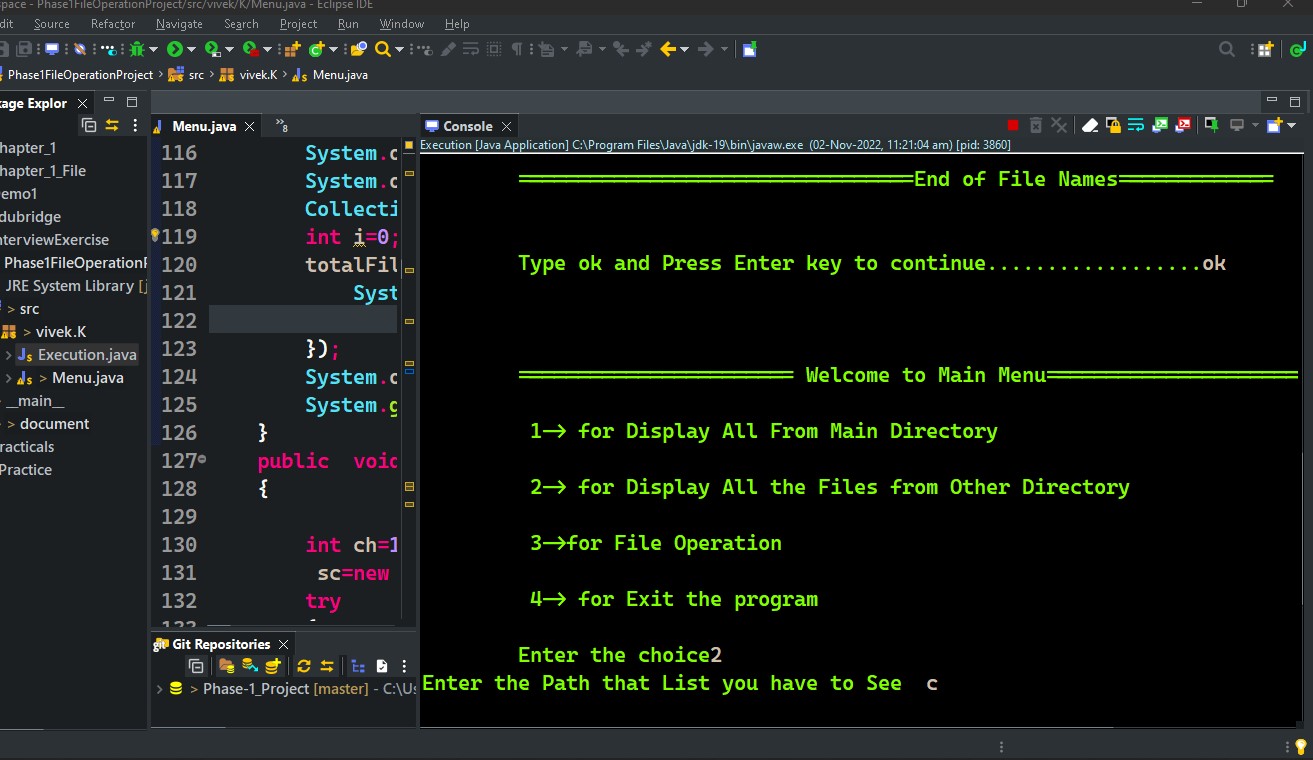 space - Phase1FileOperationProject/src/vivek/K/Menu.java - Eclipse IDE
dit Source Refactor Navigate Search Project Run Window Help
Phase1FileOperationProject > src > vivek.K > Menu.java
kage Explor
hapter_1
hapter_1_File
emo1
dubridge
nterviewExercise
Phase1FileOperationF
JRE System Library [j
> src
> vivek.K
> Execution.java
> > Menu.java
__main__
> document
racticals
Practice
Menu.java
»8
116 System.o
117 System.o
118 Collecti
119 int i=0;
120 totalFil
121 Syst
122
123 });
124 System.o
125 System.g
126 }
127 public void
128 {
129
130 int ch=1
131 sc=new
132 try
133 {
git Git Repositories
> Phase-1_Project [master] - C:\Us
Console
Execution [Java Application] C:\Program Files\Java\jdk-19\bin\javaw.exe (02-Nov-2022, 11:21:04 am) [pid: 3860]
=================================End of File Names=============
Type ok and Press Enter key to continue..................ok
======================= Welcome to Main Menu=====================
1--> for Display All From Main Directory
2--> for Display All the Files from Other Directory
3-->for File Operation
4--> for Exit the program
Enter the choice2
Enter the Path that List you have to See c